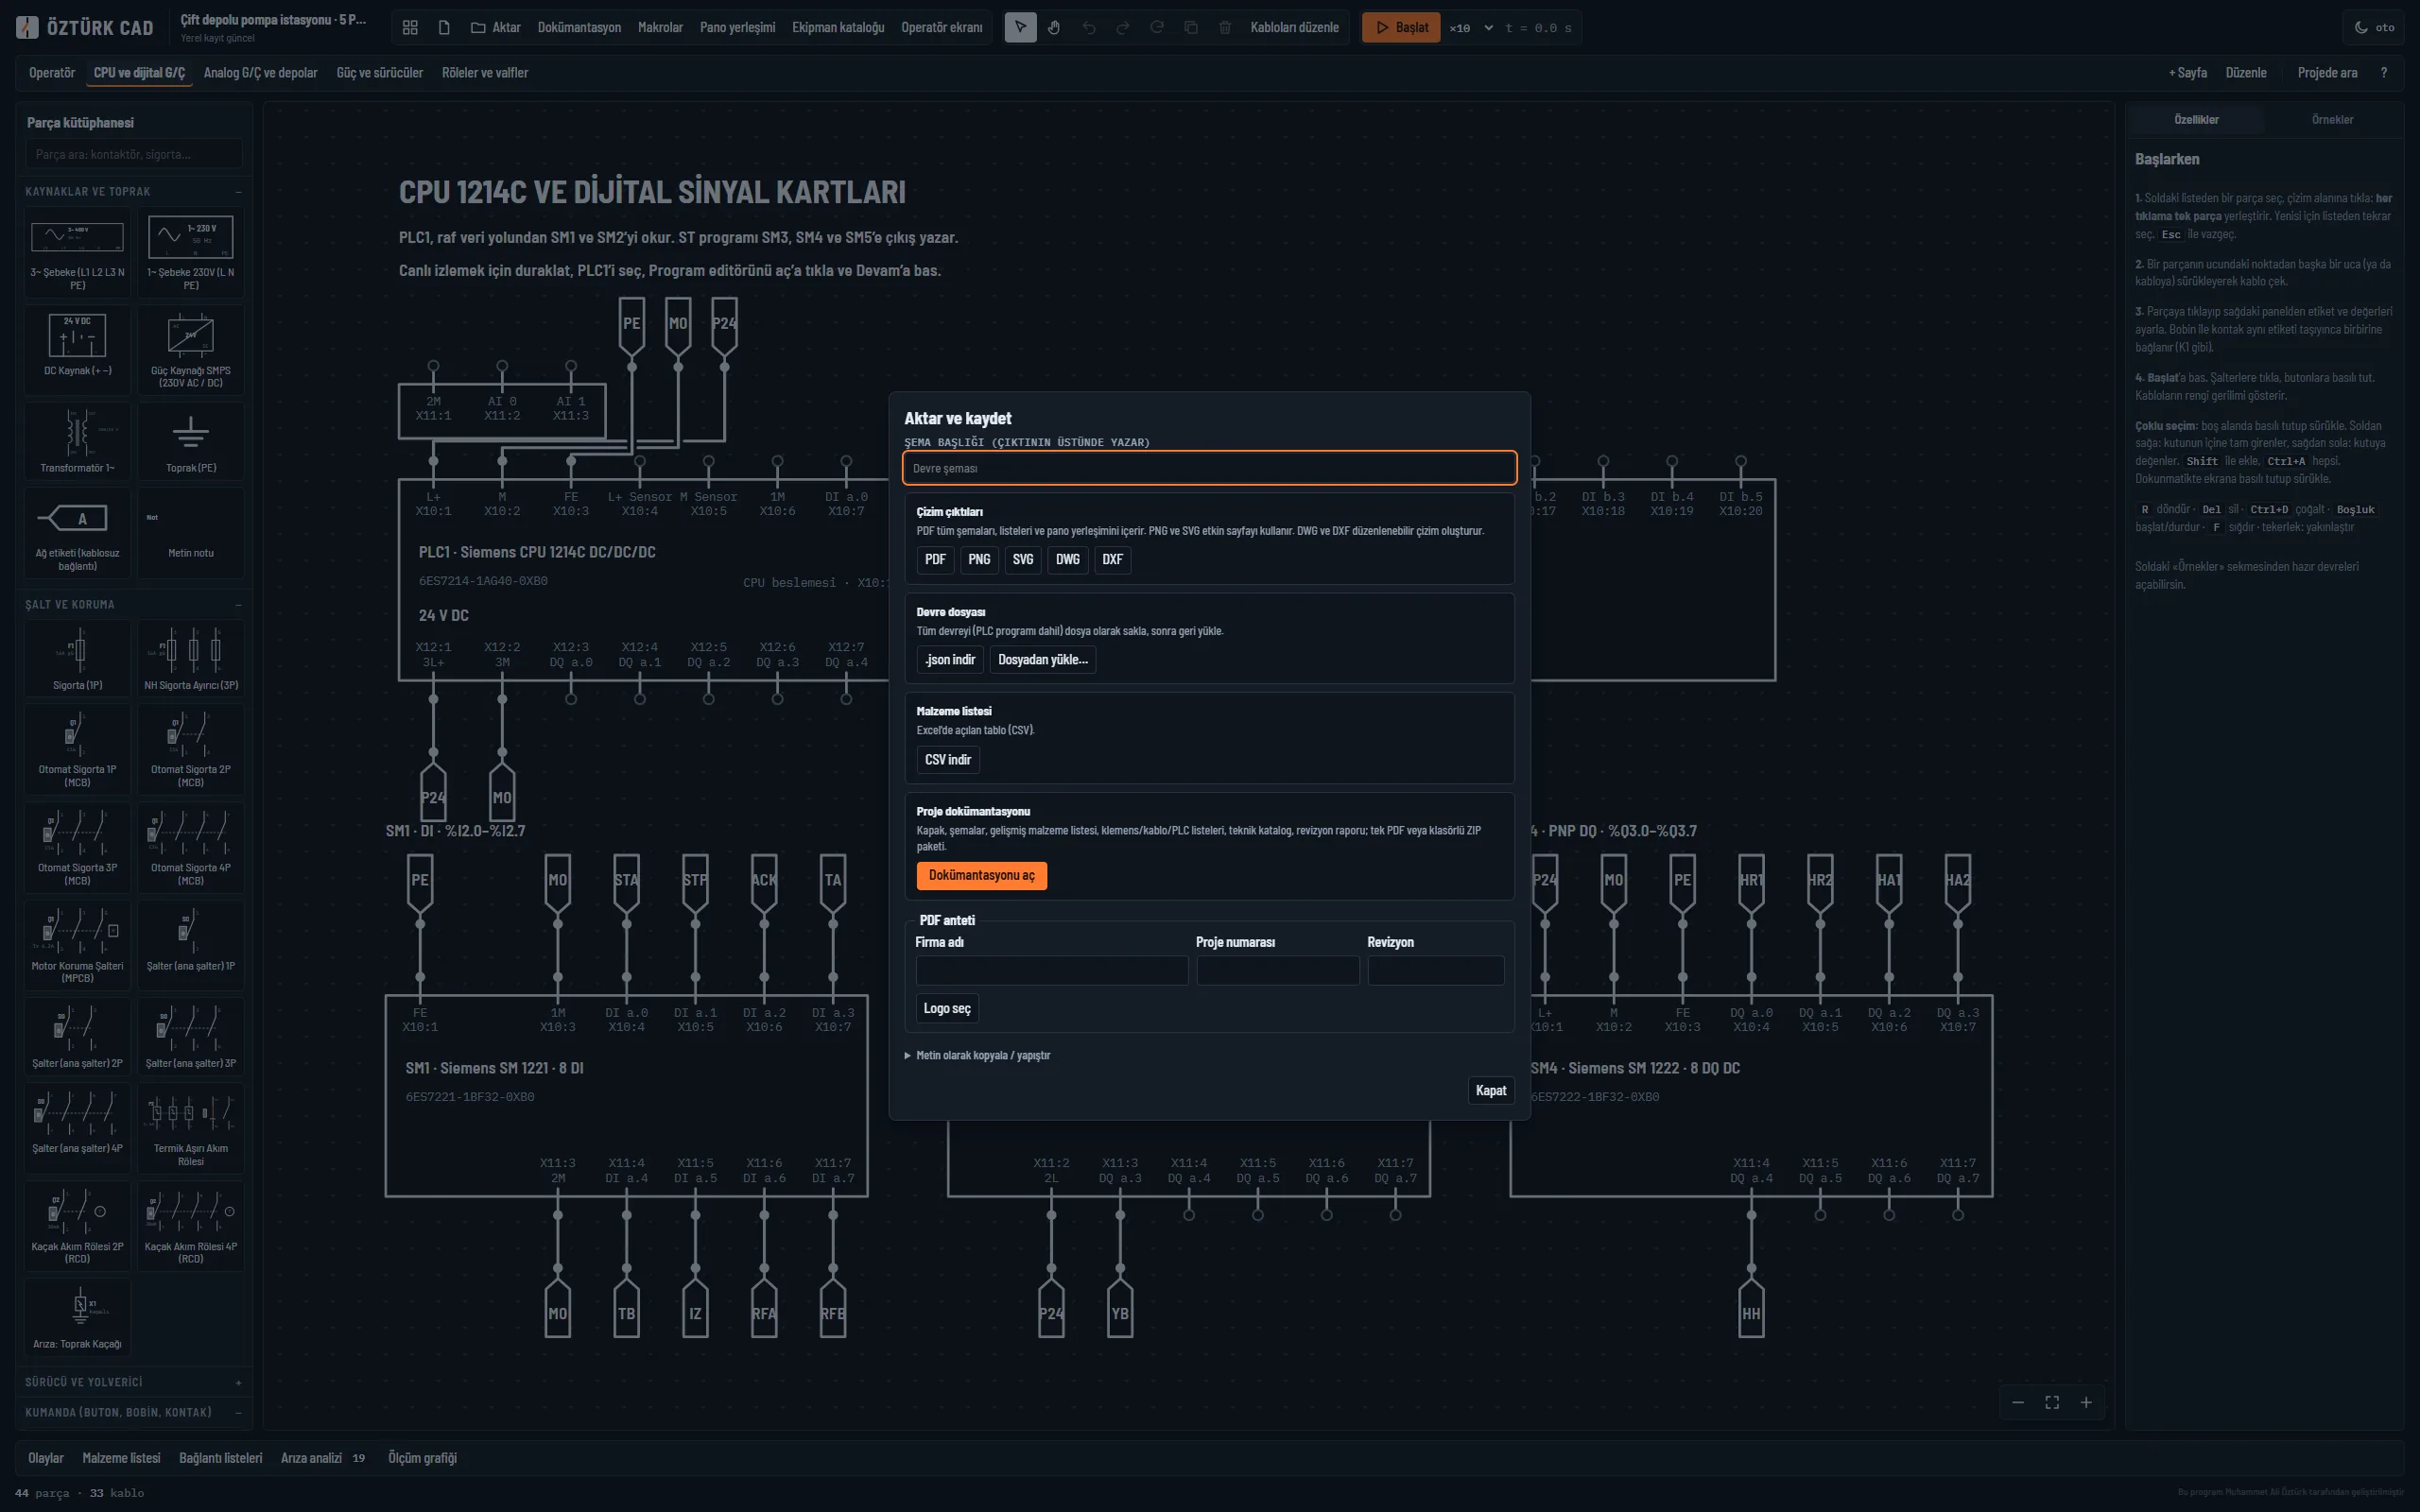 ÖZTÜRK CAD
Çift depolu pompa istasyonu · 5 P...
Yerel kayıt güncel
Aktar
Dokümantasyon
Makrolar
Pano yerleşimi
Ekipman kataloğu
Operatör ekranı
Kabloları düzenle
Başlat
×10
t = 0.0 s
oto
Operatör
CPU ve dijital G/Ç
Analog G/Ç ve depolar
Güç ve sürücüler
Röleler ve valfler
+ Sayfa
Düzenle
Projede ara
?
Parça kütüphanesi
Parça ara: kontaktör, sigorta...
KAYNAKLAR VE TOPRAK
3~ Şebeke (L1 L2 L3 N
PE)
1~ 230 V
50 Hz
1~ Şebeke 230V (L N
PE)
24 V DC
DC Kaynak (+ −)
Güç Kaynağı SMPS
(230V AC / DC)
Transformatör 1~
Toprak (PE)
A
Ağ etiketi (kablosuz
bağlantı)
Not
Metin notu
ŞALT VE KORUMA
Sigorta (1P)
NH Sigorta Ayırıcı (3P)
Otomat Sigorta 1P
(MCB)
Otomat Sigorta 2P
(MCB)
Otomat Sigorta 3P
(MCB)
Otomat Sigorta 4P
(MCB)
Motor Koruma Şalteri
(MPCB)
Şalter (ana şalter) 1P
Şalter (ana şalter) 2P
Şalter (ana şalter) 3P
Şalter (ana şalter) 4P
Termik Aşırı Akım
Rölesi
Kaçak Akım Rölesi 2P
(RCD)
Kaçak Akım Rölesi 4P
(RCD)
Arıza: Toprak Kaçağı
SÜRÜCÜ VE YOLVERİCİ
KUMANDA (BUTON, BOBİN, KONTAK)
CPU 1214C VE DİJİTAL SİNYAL KARTLARI
PLC1, raf veri yolundan SM1 ve SM2'yi okur. ST programı SM3, SM4 ve SM5'e çıkış yazar.
Canlı izlemek için duraklat, PLC1'i seç, Program editörünü aç'a tıkla ve Devam'a bas.
PE M0 P24
2M AI 0 AI 1
X11:1 X11:2 X11:3
L+ M FE L+ Sensor M Sensor 1M DI a.0
X10:1 X10:2 X10:3 X10:4 X10:5 X10:6 X10:7
b.2 DI b.3 DI b.4 DI b.5
:17 X10:18 X10:19 X10:20
PLC1 · Siemens CPU 1214C DC/DC/DC
6ES7214-1AG40-0XB0
CPU beslemesi · X10:
24 V DC
X12:1 X12:2 X12:3 X12:4 X12:5 X12:6 X12:7
3L+ 3M DQ a.0 DQ a.1 DQ a.2 DQ a.3 DQ a.4
P24 M0
SM1 · DI · %I2.0–%I2.7
4 · PNP DQ · %Q3.0–%Q3.7
PE M0 STA STP ACK TA
P24 M0 PE HR1 HR2 HA1 HA2
FE 1M DI a.0 DI a.1 DI a.2 DI a.3
X10:1 X10:3 X10:4 X10:5 X10:6 X10:7
L+ M FE DQ a.0 DQ a.1 DQ a.2 DQ a.3
X10:1 X10:2 X10:3 X10:4 X10:5 X10:6 X10:7
SM1 · Siemens SM 1221 · 8 DI
6ES7221-1BF32-0XB0
SM4 · Siemens SM 1222 · 8 DQ DC
6ES7222-1BF32-0XB0
X11:3 X11:4 X11:5 X11:6 X11:7
2M DI a.4 DI a.5 DI a.6 DI a.7
X11:2 X11:3 X11:4 X11:5 X11:6 X11:7
2L DQ a.3 DQ a.4 DQ a.5 DQ a.6 DQ a.7
X11:4 X11:5 X11:6 X11:7
DQ a.4 DQ a.5 DQ a.6 DQ a.7
M0 TB IZ RFA RFB
P24 YB
HH
Aktar ve kaydet
ŞEMA BAŞLIĞI (ÇIKTININ ÜSTÜNDE YAZAR)
Devre şeması
Çizim çıktıları
PDF tüm şemaları, listeleri ve pano yerleşimini içerir. PNG ve SVG etkin sayfayı kullanır. DWG ve DXF düzenlenebilir çizim oluşturur.
PDF
PNG
SVG
DWG
DXF
Devre dosyası
Tüm devreyi (PLC programı dahil) dosya olarak sakla, sonra geri yükle.
.json indir
Dosyadan yükle...
Malzeme listesi
Excel'de açılan tablo (CSV).
CSV indir
Proje dokümantasyonu
Kapak, şemalar, gelişmiş malzeme listesi, klemens/kablo/PLC listeleri, teknik katalog, revizyon raporu; tek PDF veya klasörlü ZIP
paketi.
Dokümantasyonu aç
PDF anteti
Firma adı
Proje numarası
Revizyon
Logo seç
Metin olarak kopyala / yapıştır
Kapat
Özellikler
Örnekler
Başlarken
1. Soldaki listeden bir parça seç, çizim alanına tıkla: her
tıklama tek parça yerleştirir. Yenisi için listeden tekrar
seç, Esc ile vazgeç.
2. Bir parçanın ucundaki noktadan başka bir uca (ya da
kabloya) sürükleyerek kablo çek.
3. Parçaya tıklayıp sağdaki panelden etiket ve değerleri
ayarla. Bobin ile kontak aynı etiketi taşıyınca birbirine
bağlanır (K1 gibi).
4. Başlat'a bas. Şalterlere tıkla, butonlara basılı tut.
Kabloların rengi gerilimi gösterir.
Çoklu seçim: boş alanda basılı tutup sürükle. Soldan
sağa: kutunun içine tam girenler, sağdan sola: kutuya
değenler. Shift ile ekle, Ctrl+A hepsi.
Dokunmatikte ekrana basılı tutup sürükle.
R döndür · Del sil · Ctrl+D çoğalt · Boşluk
başlat/durdur · F sığdır · tekerlek: yakınlaştır
Soldaki «Örnekler» sekmesinden hazır devreleri
açabilirsin.
Olaylar
Malzeme listesi
Bağlantı listeleri
Arıza analizi 19
Ölçüm grafiği
44 parça · 33 kablo
Bu program Muhammet Ali Öztürk tarafından geliştirilmiştir